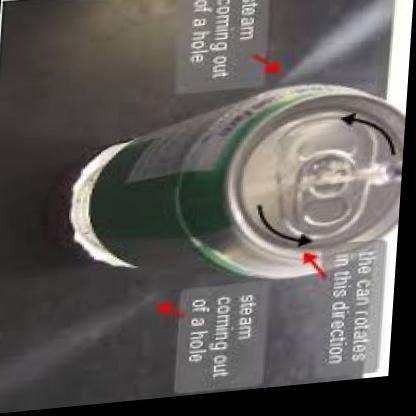 steam
coming out
of a hole
the can rotates
in this direction
steam
coming out
of a hole